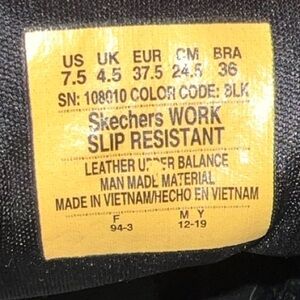 US UK EUR CM BRA
7.5 4.5 37.5 24.5 36
SN: 108010 COLOR CODE: BLK
Skechers WORK
SLIP RESISTANT
LEATHER UPPER BALANCE
MAN MADE MATERIAL
MADE IN VIETNAM/HECHO EN VIETNAM
F M Y
94-3 12-19